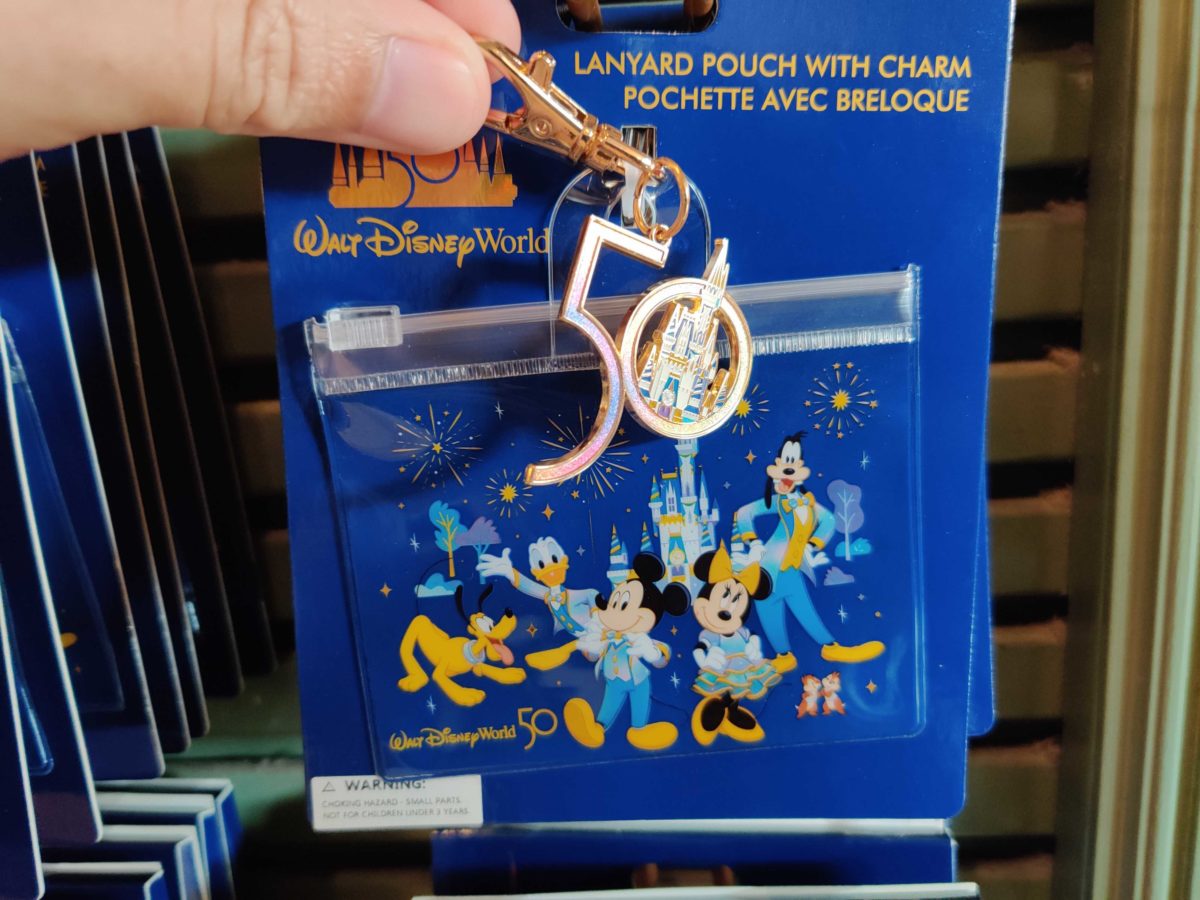 LANYARD POUCH WITH CHARM
POCHETTE AVEC BRELOQUE
50
WALT DISNEY World
50
WALT DISNEY World 50
⚠ WARNING:
CHOKING HAZARD - SMALL PARTS.
NOT FOR CHILDREN UNDER 3 YEARS.